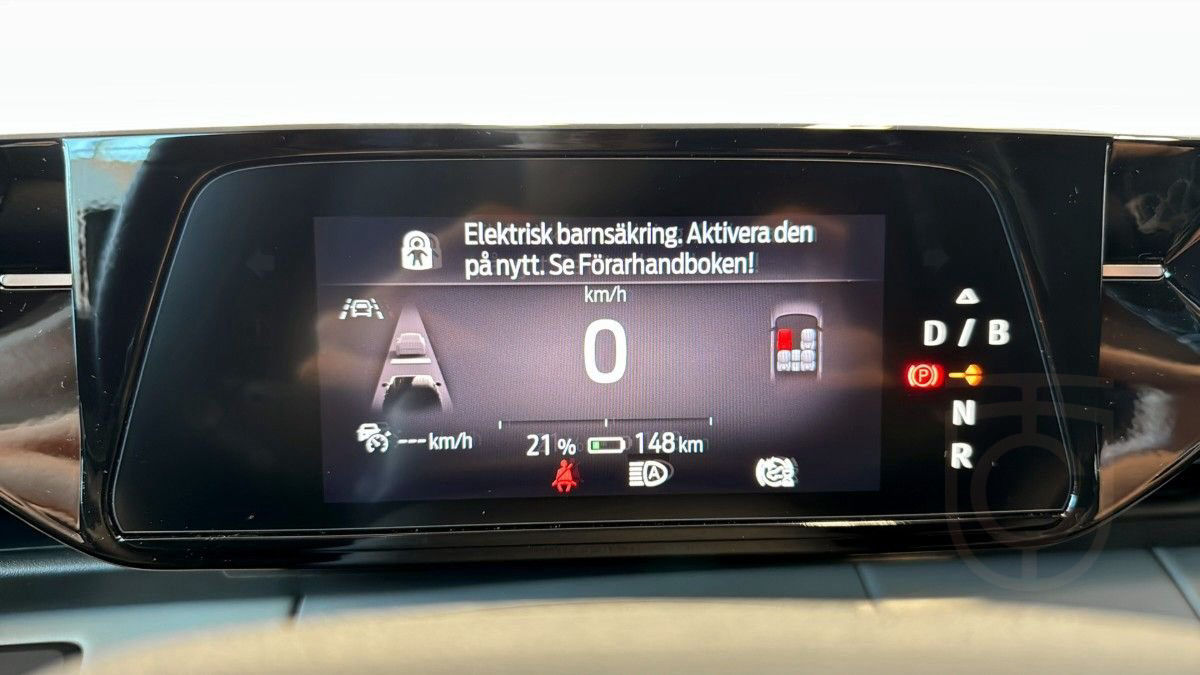 Elektrisk barnsäkring. Aktivera den
på nytt. Se Förarhandboken!
km/h
0
D / B
P
N
R
--- km/h
21 % 148 km
A